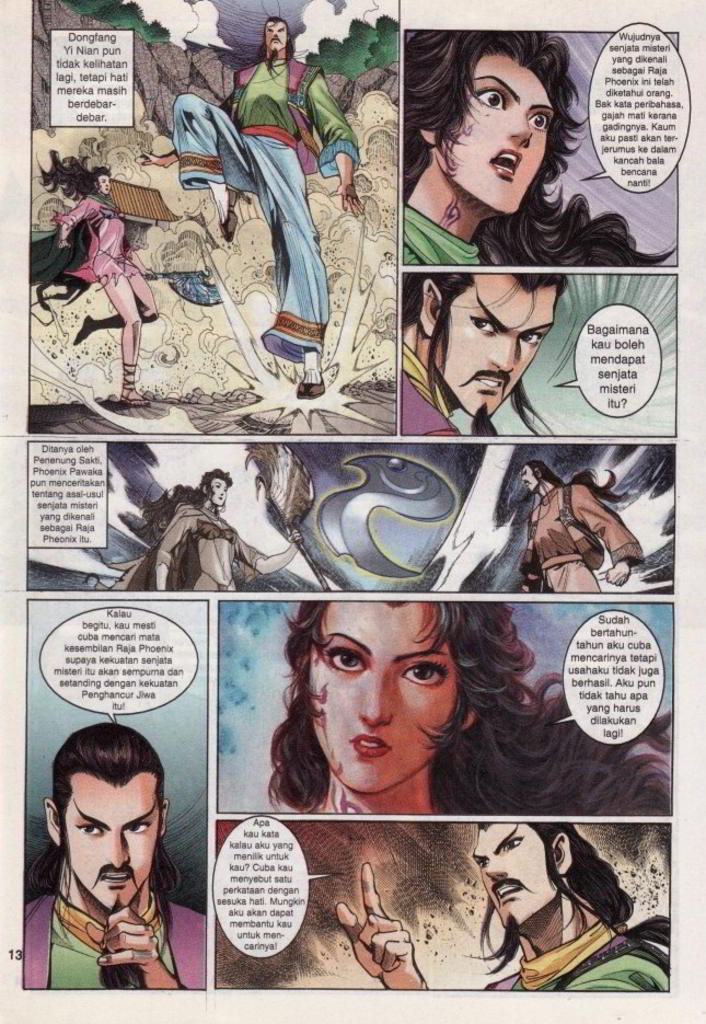 Dongfang
Yi Nian pun
tidak kelihatan
lagi, tetapi hati
mereka masih
berdebar-
debar.
Wujudnya
senjata misteri
yang dikenali
sebagai Raja
Phoenix ini telah
diketahui orang.
Bak kata peribahasa,
gajah mati kerana
gadingnya. Kaum
aku pasti akan ter-
jerumus ke dalam
kancah bala
bencana
nanti!
Bagaimana
kau boleh
mendapat
senjata
misteri
itu?
Ditanya oleh
Penenung Sakti,
Phoenix Pawaka
pun menceritakan
tentang asal-usul
senjata misteri
yang dikenali
sebagai Raja
Pheonix itu.
Kalau
begitu, kau mesti
cuba mencari mata
kesembilan Raja Phoenix
supaya kekuatan senjata
misteri itu akan sempurna dan
setanding dengan kekuatan
Penghancur Jiwa
itu!
Sudah
bertahun-
tahun aku cuba
mencarinya tetapi
usahaku tidak juga
berhasil. Aku pun
tidak tahu apa
yang harus
dilakukan
lagi!
Apa
kau kata
kalau aku yang
menilik untuk
kau? Cuba kau
menyebut satu
perkataan dengan
sesuka hati. Mungkin
aku akan dapat
membantu kau
untuk men-
carinya!
13